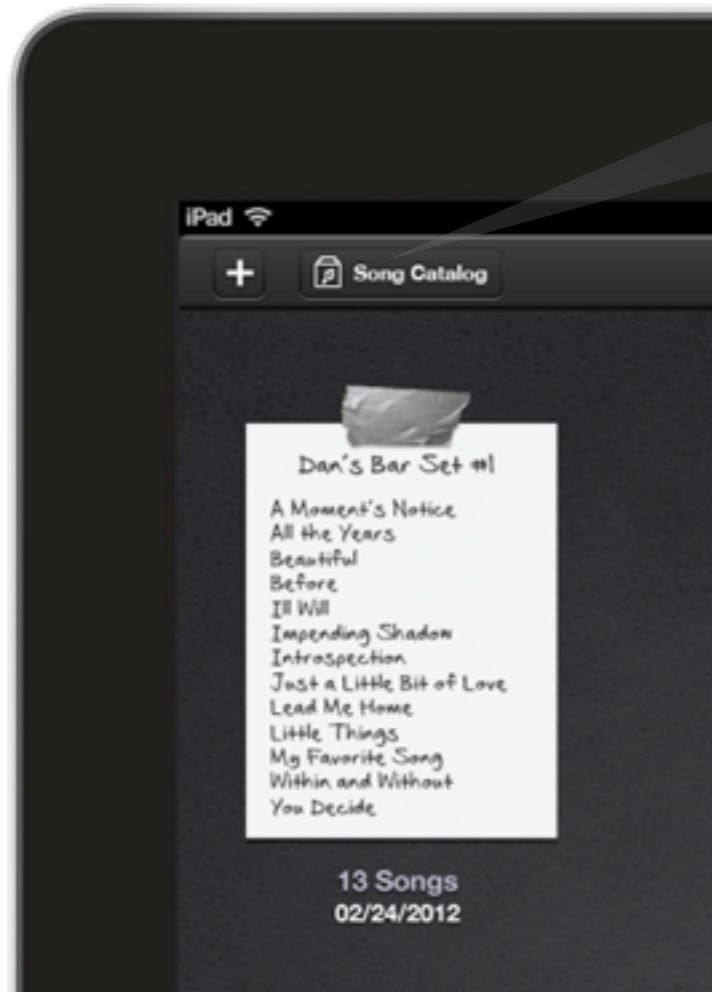 iPad
Song Catalog
Dan's Bar Set #1
A Moment's Notice
All the Years
Beautiful
Before
Ill Will
Impending Shadow
Introspection
Just a Little Bit of Love
Lead Me Home
Little Things
My Favorite Song
Within and Without
You Decide
13 Songs
02/24/2012